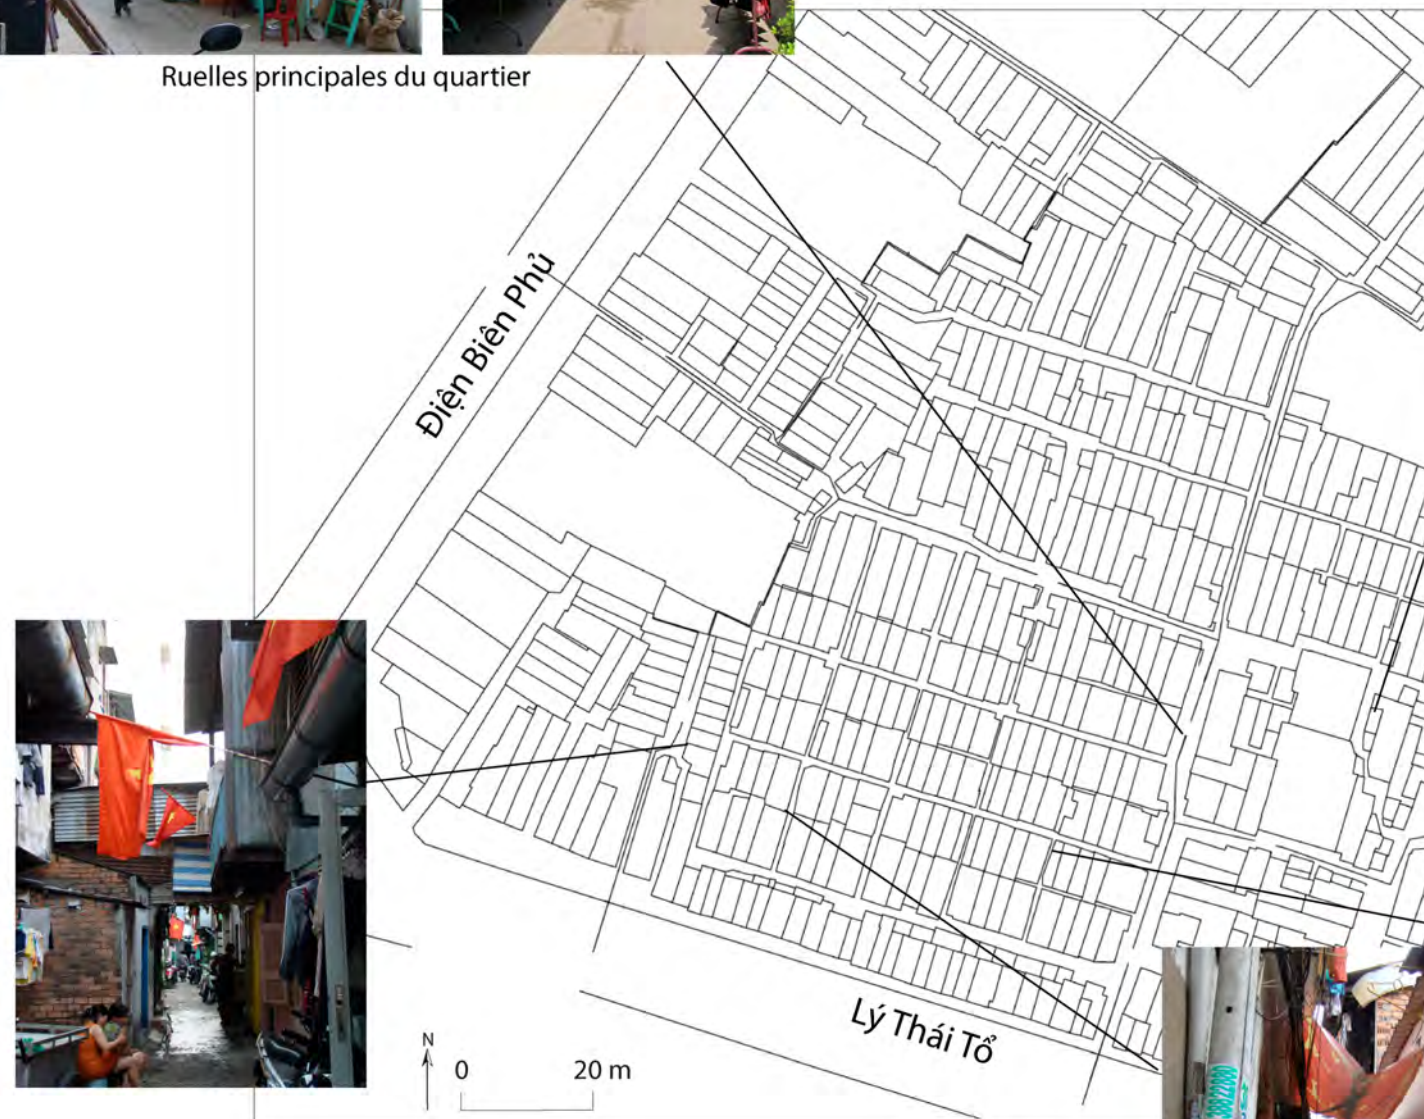 Ruelles principales du quartier
Điện Biên Phủ
Lý Thái Tổ
N
0 20 m